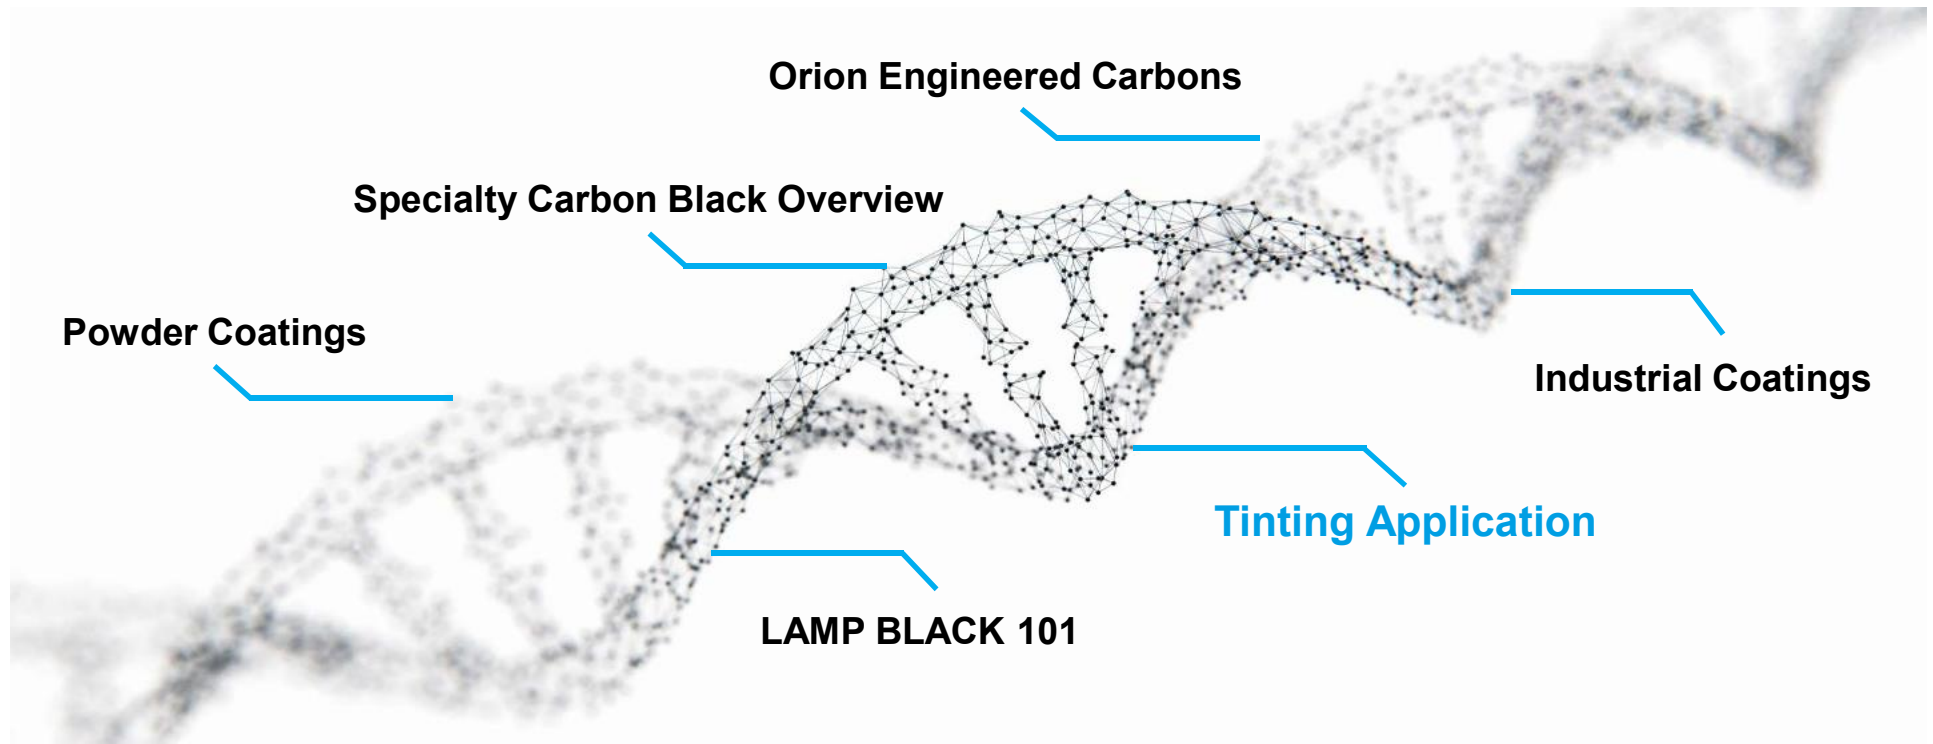 Orion Engineered Carbons
Specialty Carbon Black Overview
Powder Coatings
Industrial Coatings
Tinting Application
LAMP BLACK 101